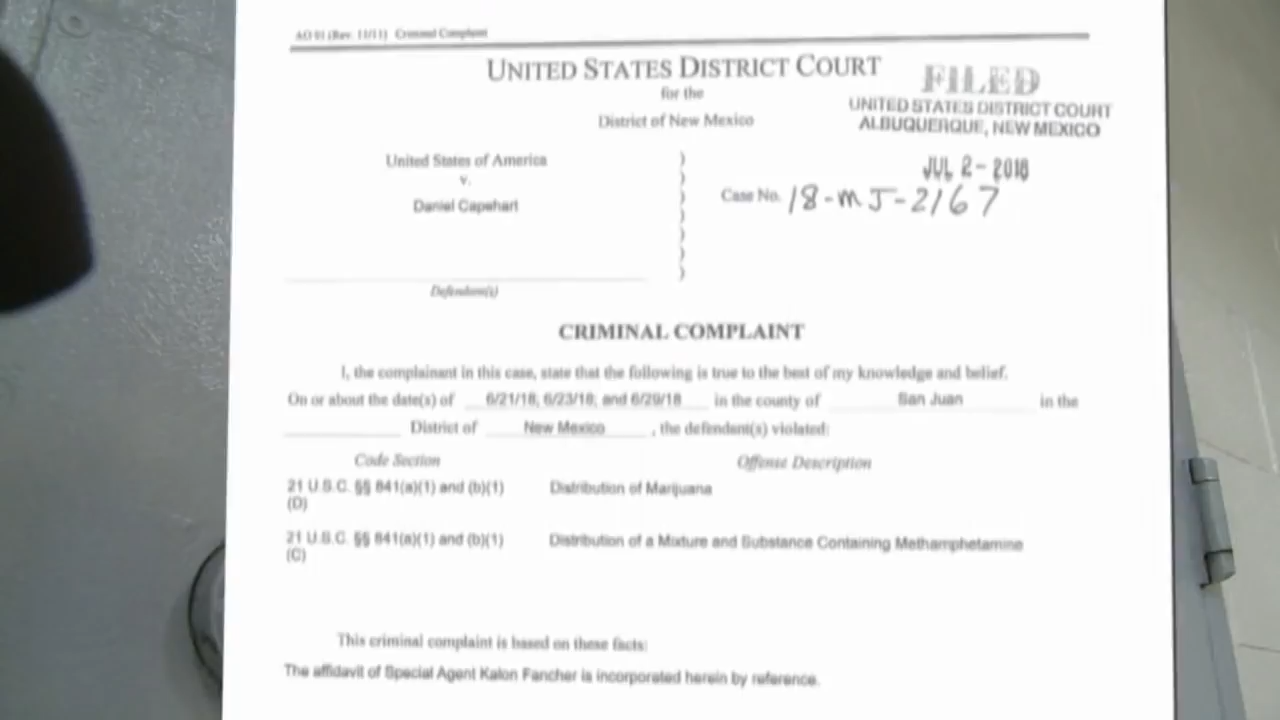 AO 91 (Rev. 11/11) Criminal Complaint
UNITED STATES DISTRICT COURT
for the
District of New Mexico
FILED
UNITED STATES DISTRICT COURT
ALBUQUERQUE, NEW MEXICO
JUL 2 - 2018
United States of America
v.
Daniel Capehart
Defendant(s)
)
)
)
)
)
)
)
Case No. 18-MJ-2167
CRIMINAL COMPLAINT
I, the complainant in this case, state that the following is true to the best of my knowledge and belief.
On or about the date(s) of 6/21/18; 6/23/18; and 6/29/18 in the county of San Juan in the
District of New Mexico , the defendant(s) violated:
Code Section Offense Description
21 U.S.C. §§ 841(a)(1) and (b)(1) Distribution of Marijuana
(D)
21 U.S.C. §§ 841(a)(1) and (b)(1) Distribution of a Mixture and Substance Containing Methamphetamine
(C)
This criminal complaint is based on these facts:
The affidavit of Special Agent Kalon Fancher is incorporated herein by reference.